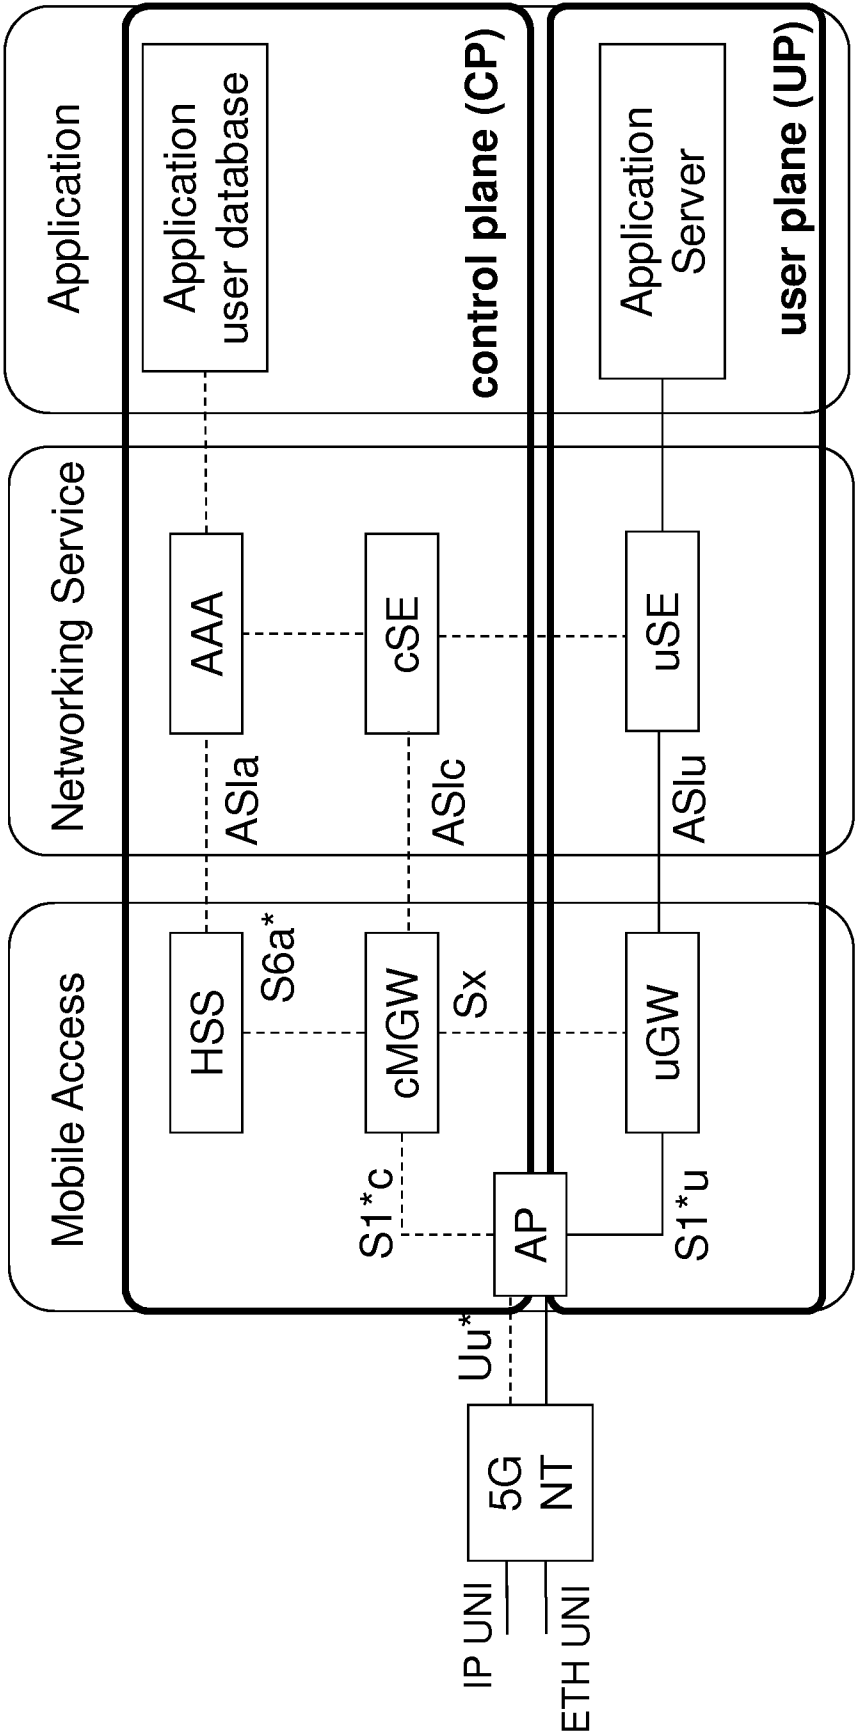 Mobile Access
Networking Service
Application
HSS
AAA
Application
user database
ASIa
S6a*
cMGW
cSE
ASIc
S1*c
Sx
control plane (CP)
Uu*
IP UNI
5G
NT
AP
ETH UNI
uGW
uSE
Application
Server
S1*u
ASIu
user plane (UP)